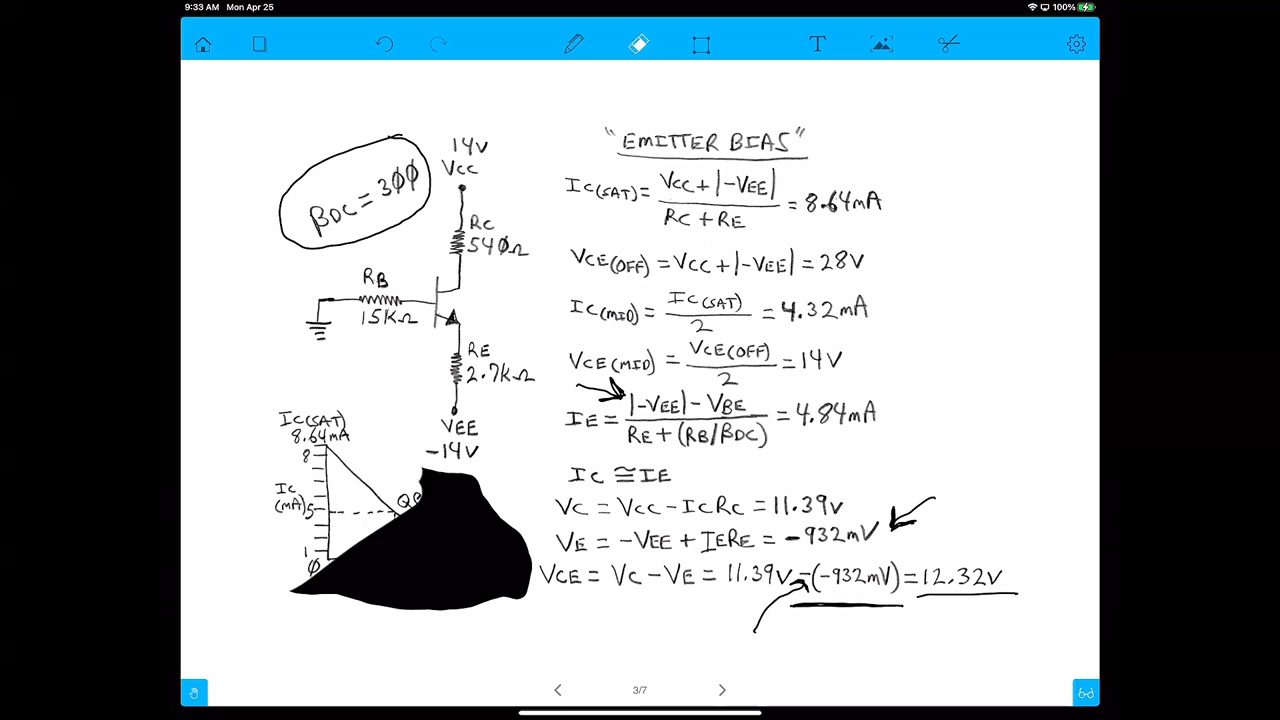 9:33 AM Mon Apr 25
100%
"EMITTER BIAS"
βDC = 300
14V
VCC
RC
540Ω
RB
15KΩ
RE
2.7KΩ
VEE
-14V
IC(SAT) = VCC + |-VEE| / RC + RE = 8.64mA
VCE(OFF) = VCC + |-VEE| = 28V
IC(MID) = IC(SAT) / 2 = 4.32mA
VCE(MID) = VCE(OFF) / 2 = 14V
IE = |-VEE| - VBE / RE + (RB/βDC) = 4.84mA
IC ≅ IE
VC = VCC - ICRC = 11.39V
VE = -VEE + IERE = -932mV
VCE = VC - VE = 11.39V - (-932mV) = 12.32V
IC(SAT)
8.64mA
8
IC
(mA)
5
1
0
T
3/7